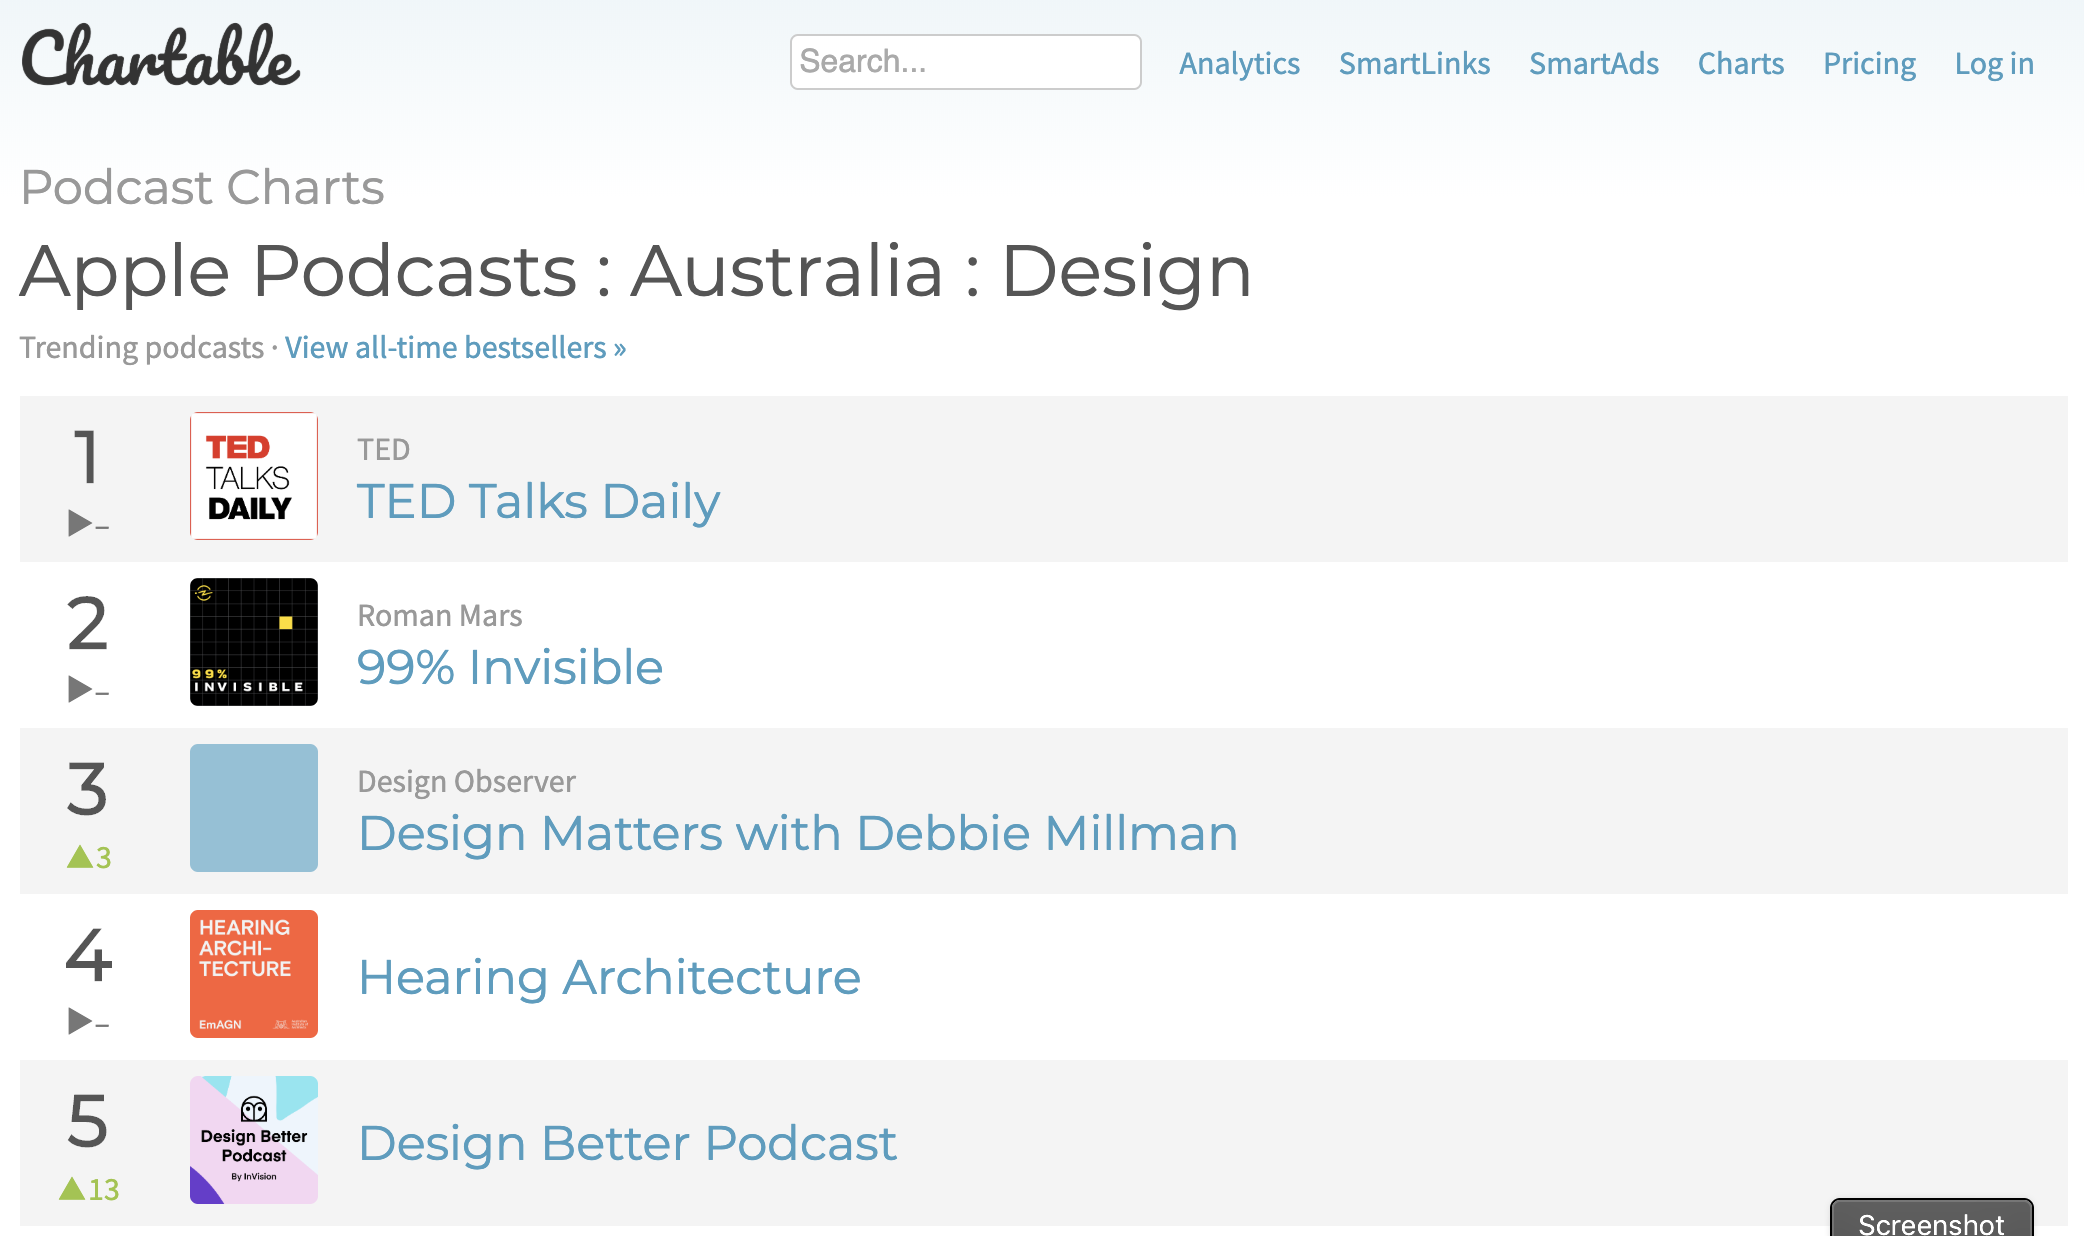 Chartable
Search...
Analytics
SmartLinks
SmartAds
Charts
Pricing
Log in
Podcast Charts
Apple Podcasts : Australia : Design
Trending podcasts · View all-time bestsellers »
1
▶–
TED
TALKS
DAILY
TED
TED Talks Daily
2
▶–
99%
INVISIBLE
Roman Mars
99% Invisible
3
▲3
Design Observer
Design Matters with Debbie Millman
4
▶–
HEARING
ARCHI-
TECTURE
EmAGN
Hearing Architecture
5
▲13
Design Better
Podcast
By InVision
Design Better Podcast
Screenshot